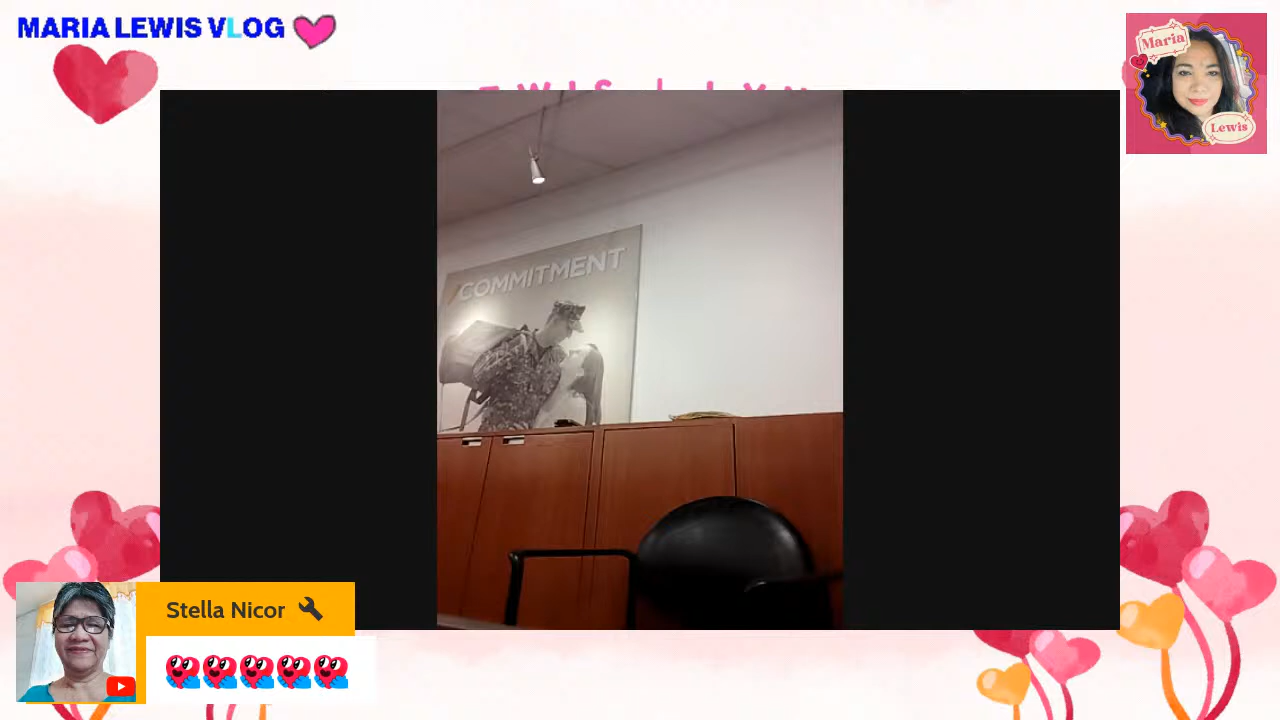 MARIA LEWIS VLOG
Maria
Lewis
COMMITMENT
Stella Nicor